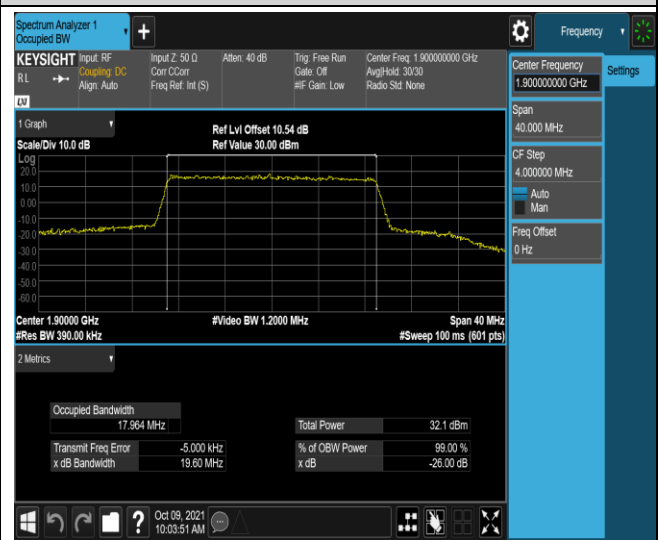 Spectrum Analyzer 1
Occupied BW
Frequency
KEYSIGHT
R L
LXI
Input: RF
Coupling: DC
Align: Auto
Input Z: 50 Ω
Corr CCorr
Freq Ref: Int (S)
Atten: 40 dB
Trig: Free Run
Gate: Off
#IF Gain: Low
Center Freq: 1.900000000 GHz
Avg|Hold: 30/30
Radio Std: None
Center Frequency
1.900000000 GHz
Settings
Span
40.000 MHz
CF Step
4.000000 MHz
Auto
Man
Freq Offset
0 Hz
1 Graph
Scale/Div 10.0 dB
Ref Lvl Offset 10.54 dB
Ref Value 30.00 dBm
Log
20.0
10.0
0.00
-10.0
-20.0
-30.0
-40.0
-50.0
-60.0
Center 1.90000 GHz
#Video BW 1.2000 MHz
Span 40 MHz
#Res BW 390.00 kHz
#Sweep 100 ms (601 pts)
2 Metrics
Occupied Bandwidth
17.964 MHz
Total Power 32.1 dBm
Transmit Freq Error -5.000 kHz
% of OBW Power 99.00 %
x dB Bandwidth 19.60 MHz
x dB -26.00 dB
?
Oct 09, 2021
10:03:51 AM